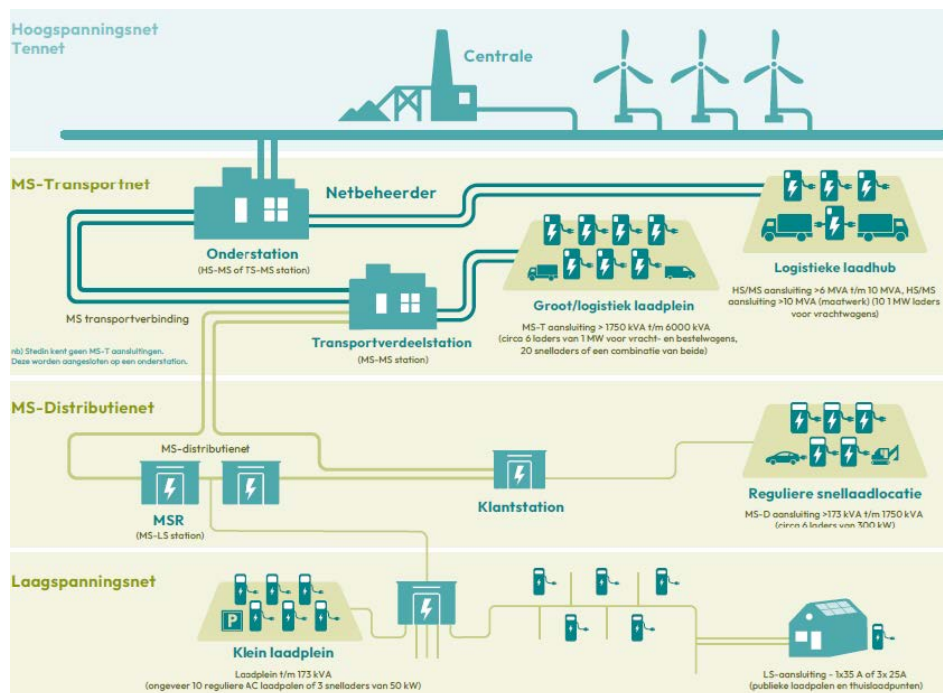 Hoogspanningsnet
Tennet
Centrale
MS-Transportnet
Netbeheerder
Onderstation
(HS-MS of TS-MS station)
Logistieke laadhub
HS/MS aansluiting >6 MVA t/m 10 MVA, HS/MS
aansluiting >10 MVA (maatwerk) (10 1 MW laders
voor vrachtwagens)
Groot/logistiek laadplein
MS-T aansluiting > 1750 kVA t/m 6000 kVA
(circa 6 laders van 1 MW voor vracht- en bestelwagens,
20 snelladers of een combinatie van beide)
MS transportverbinding
Transportverdeelstation
(MS-MS station)
nb) Stedin kent geen MS-T aansluitingen.
Deze worden aangesloten op een onderstation.
MS-Distributienet
MS-distributienet
MSR
(MS-LS station)
Klantstation
Reguliere snellaadlocatie
MS-D aansluiting >173 kVA t/m 1750 kVA
(circa 6 laders van 300 kW)
Laagspanningsnet
P
Klein laadplein
Laadplein t/m 173 kVA
(ongeveer 10 reguliere AC laadpalen of 3 snelladers van 50 kW)
LS-aansluiting - 1x35 A of 3x 25A
(publieke laadpalen en thuislaadpunten)